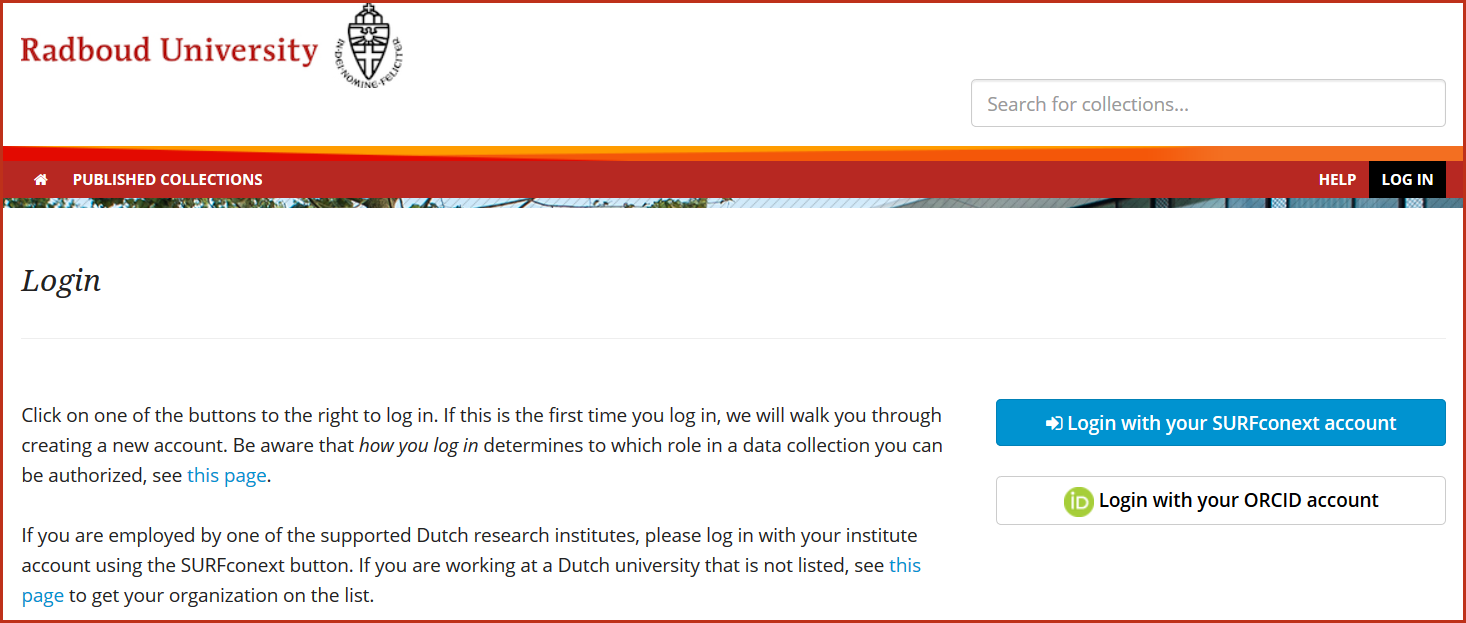 Radboud University
IN·DEI·NOMINE·FELICITER
Search for collections...
PUBLISHED COLLECTIONS
HELP
LOG IN
Login
Click on one of the buttons to the right to log in. If this is the first time you log in, we will walk you through
creating a new account. Be aware that how you log in determines to which role in a data collection you can
be authorized, see this page.
If you are employed by one of the supported Dutch research institutes, please log in with your institute
account using the SURFconext button. If you are working at a Dutch university that is not listed, see this
page to get your organization on the list.
Login with your SURFconext account
iD Login with your ORCID account